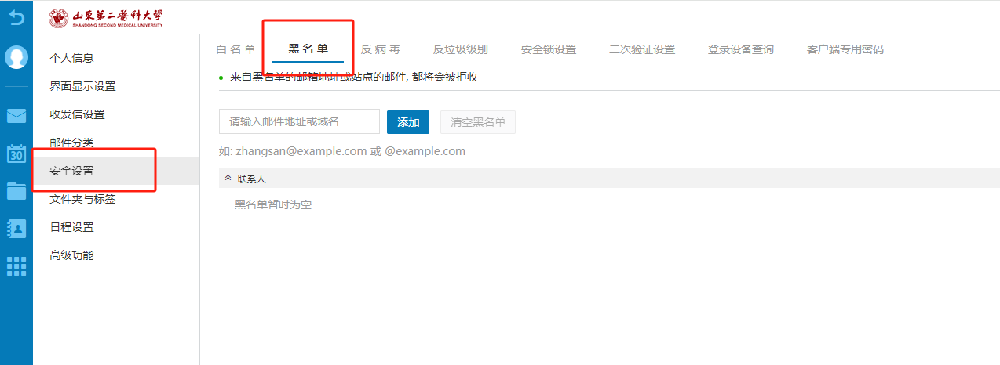 山東第二醫科大學
SHANDONG SECOND MEDICAL UNIVERSITY
30
个人信息
界面显示设置
收发信设置
邮件分类
安全设置
文件夹与标签
日程设置
高级功能
白 名 单 黑 名 单 反 病 毒 反垃圾级别 安全锁设置 二次验证设置 登录设备查询 客户端专用密码
来自黑名单的邮箱地址或站点的邮件, 都将会被拒收
请输入邮件地址或域名 添加 清空黑名单
如: zhangsan@example.com 或 @example.com
联系人
黑名单暂时为空